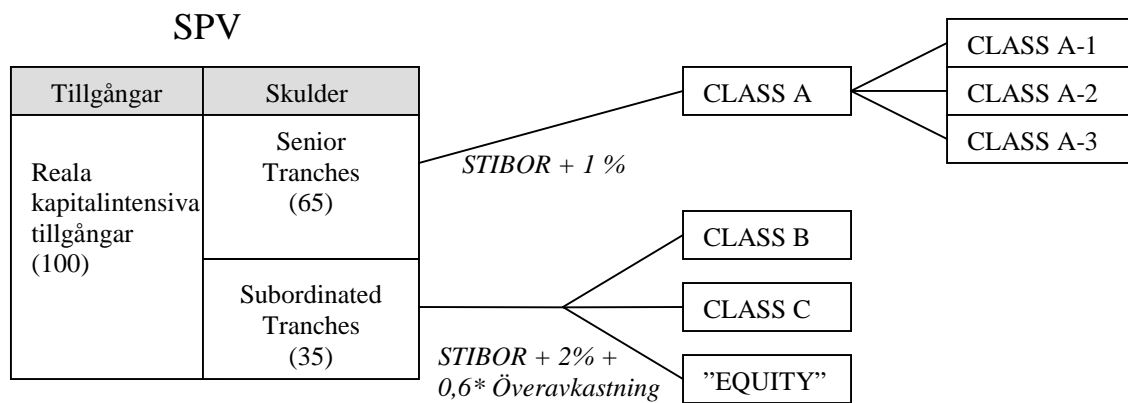 SPV
Tillgångar
Skulder
Reala
kapitalintensiva
tillgångar
(100)
Senior
Tranches
(65)
Subordinated
Tranches
(35)
STIBOR + 1 %
STIBOR + 2% +
0,6* Överavkastning
CLASS A
CLASS A-1
CLASS A-2
CLASS A-3
CLASS B
CLASS C
”EQUITY”